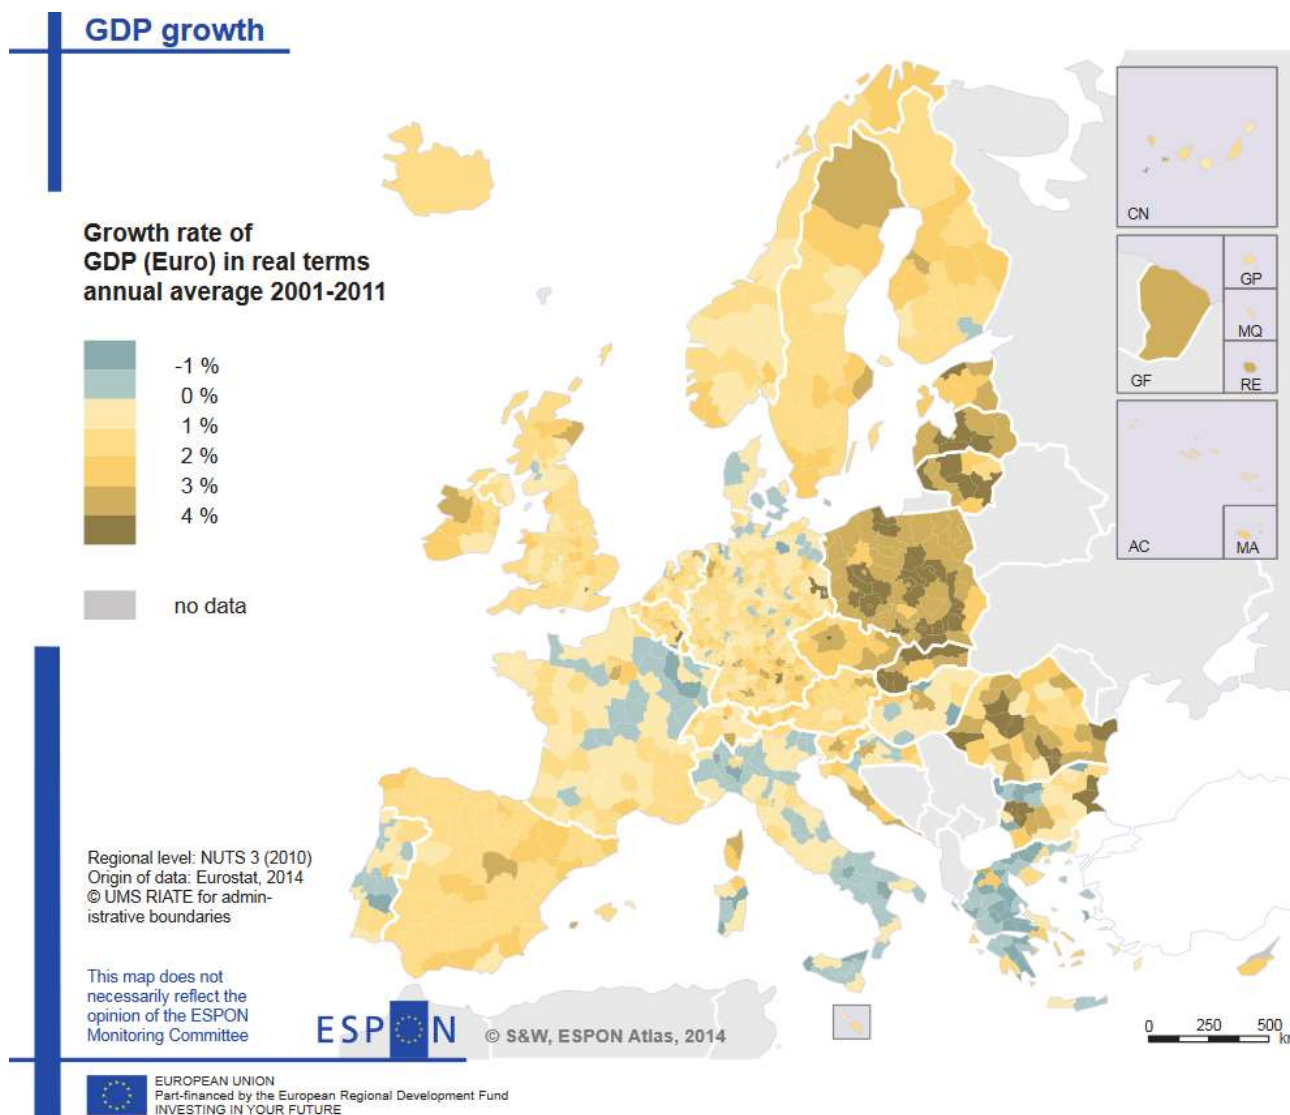 GDP growth
Growth rate of
GDP (Euro) in real terms
annual average 2001-2011
-1 %
0 %
1 %
2 %
3 %
4 %
no data
CN
GP
MQ
GF
RE
AC
MA
Regional level: NUTS 3 (2010)
Origin of data: Eurostat, 2014
© UMS RIATE for admin-
istrative boundaries
This map does not
necessarily reflect the
opinion of the ESPON
Monitoring Committee
ESPON
© S&W, ESPON Atlas, 2014
0 250 500
km
EUROPEAN UNION
Part-financed by the European Regional Development Fund
INVESTING IN YOUR FUTURE